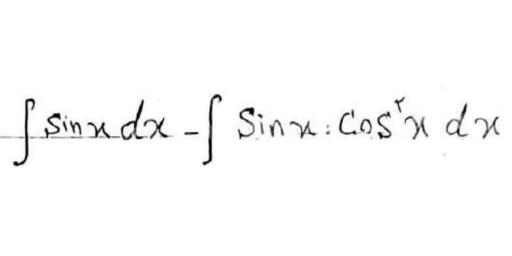 ∫ sinx dx - ∫ Sinx . Cos²x dx